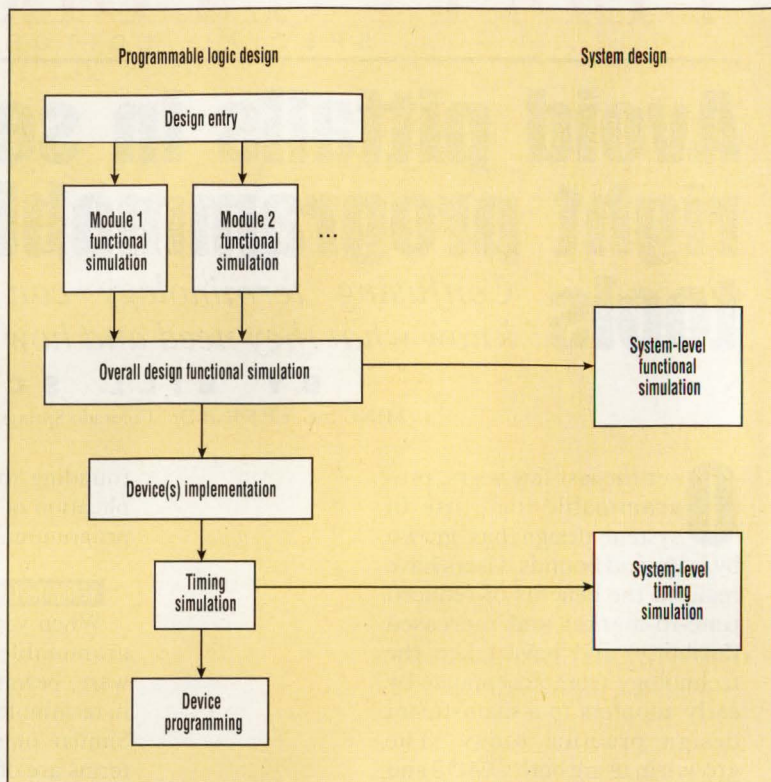 Programmable logic design
System design
Design entry
Module 1
functional
simulation
Module 2
functional
simulation
...
Overall design functional simulation
System-level
functional
simulation
Device(s) implementation
Timing
simulation
System-level
timing
simulation
Device
programming